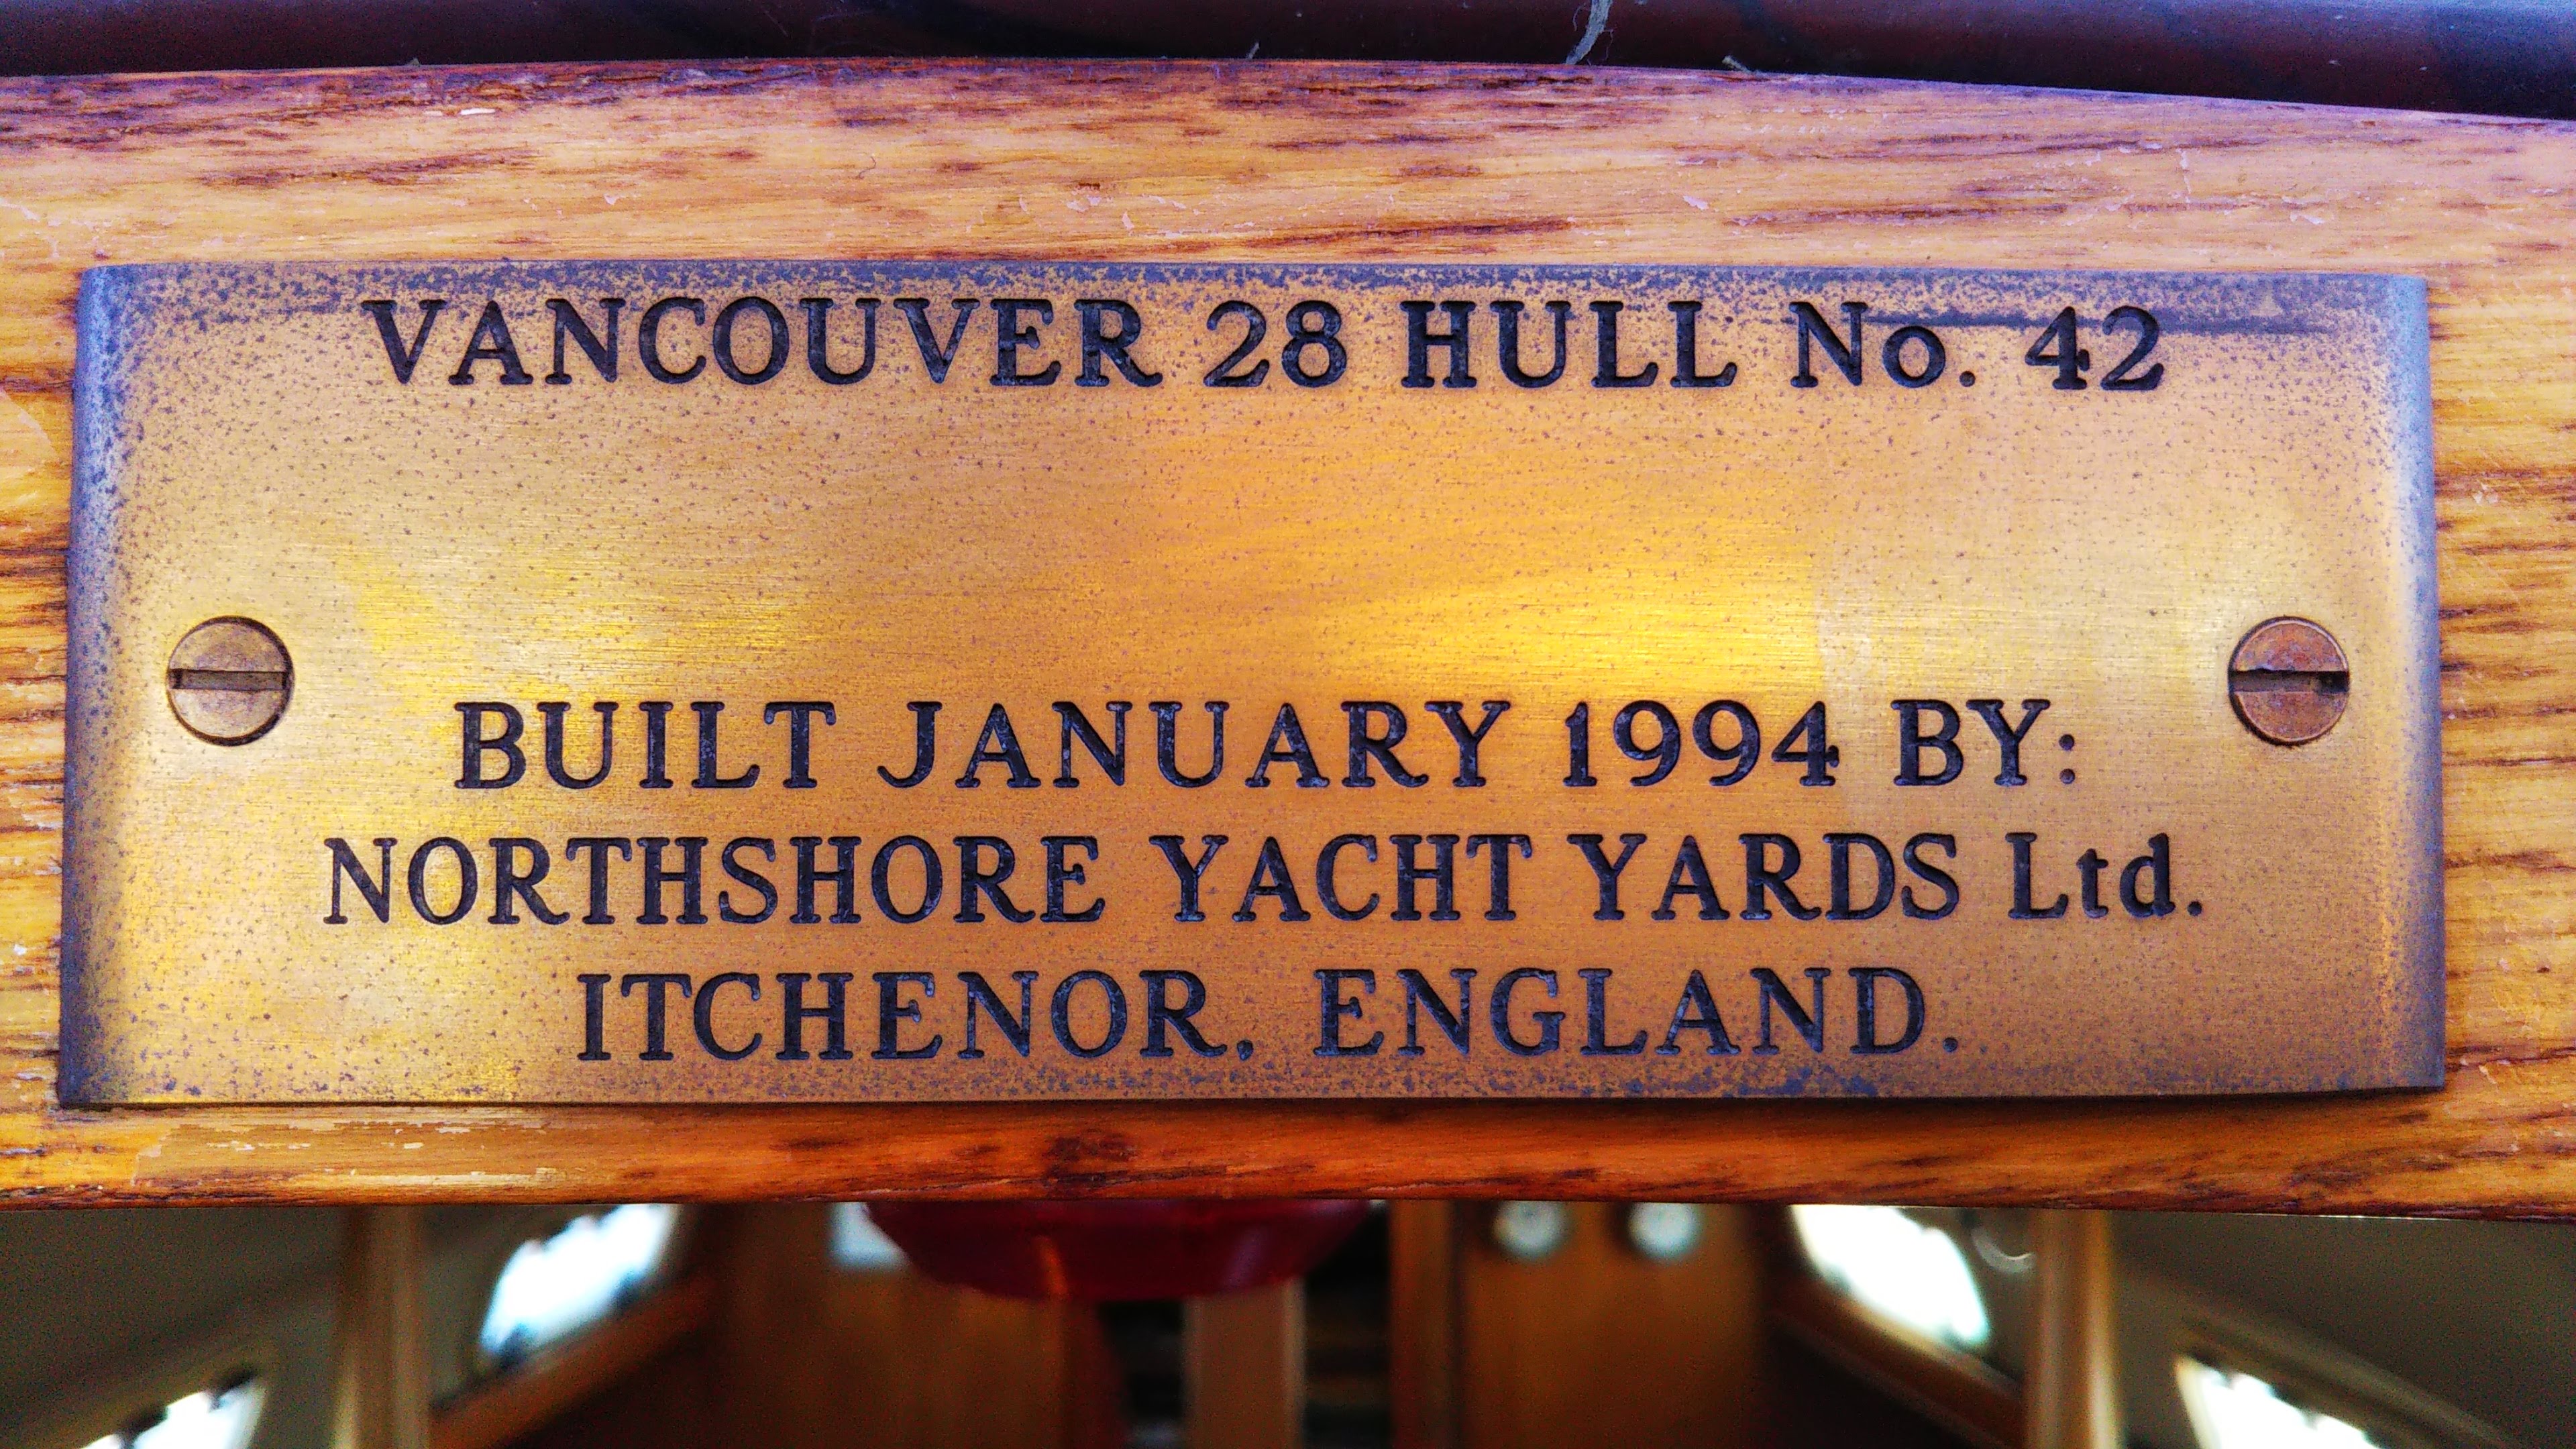 VANCOUVER 28 HULL No. 42
BUILT JANUARY 1994 BY:
NORTHSHORE YACHT YARDS Ltd.
ITCHENOR, ENGLAND.